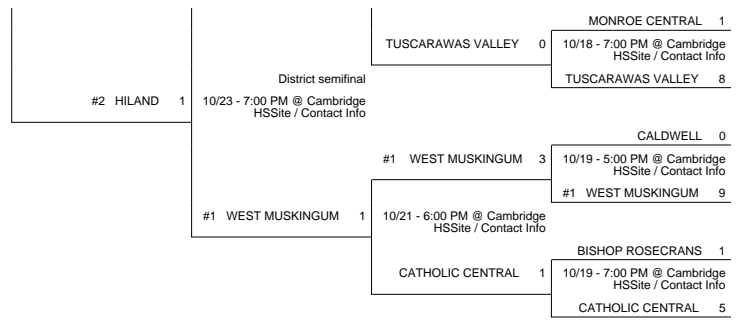 MONROE CENTRAL 1
TUSCARAWAS VALLEY 0
10/18 - 7:00 PM @ Cambridge
HSSite / Contact Info
TUSCARAWAS VALLEY 8
District semifinal
#2 HILAND 1
10/23 - 7:00 PM @ Cambridge
HSSite / Contact Info
CALDWELL 0
#1 WEST MUSKINGUM 3
10/19 - 5:00 PM @ Cambridge
HSSite / Contact Info
#1 WEST MUSKINGUM 9
#1 WEST MUSKINGUM 1
10/21 - 6:00 PM @ Cambridge
HSSite / Contact Info
BISHOP ROSECRANS 1
CATHOLIC CENTRAL 1
10/19 - 7:00 PM @ Cambridge
HSSite / Contact Info
CATHOLIC CENTRAL 5